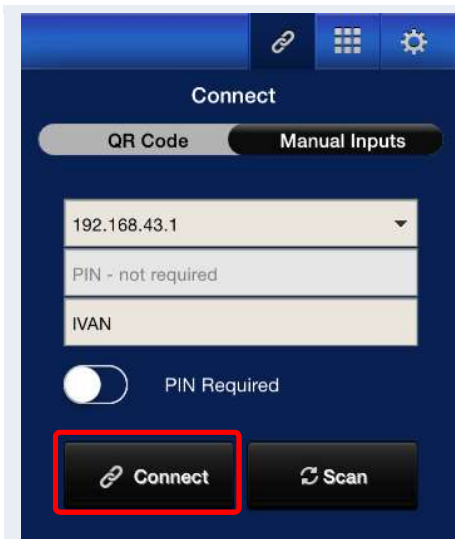 Connect
QR Code Manual Inputs
192.168.43.1
PIN - not required
IVAN
PIN Required
Connect Scan